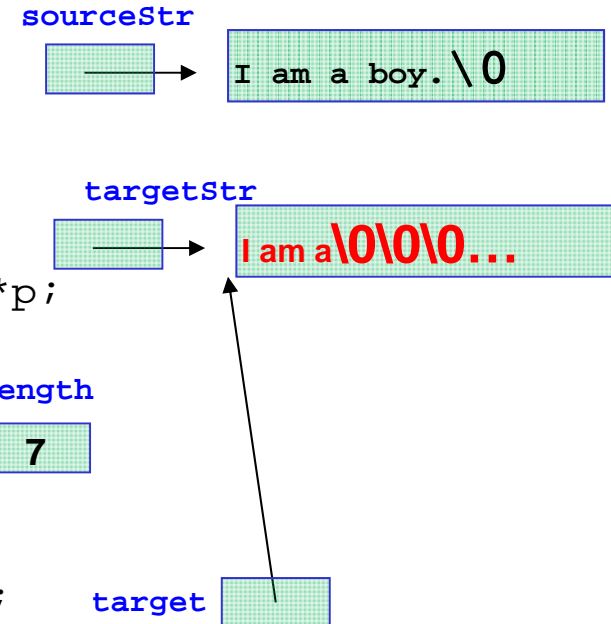 sourceStr
I am a boy.\0
targetStr
I am a\0\0\0...
*p;
ength
7
;
target